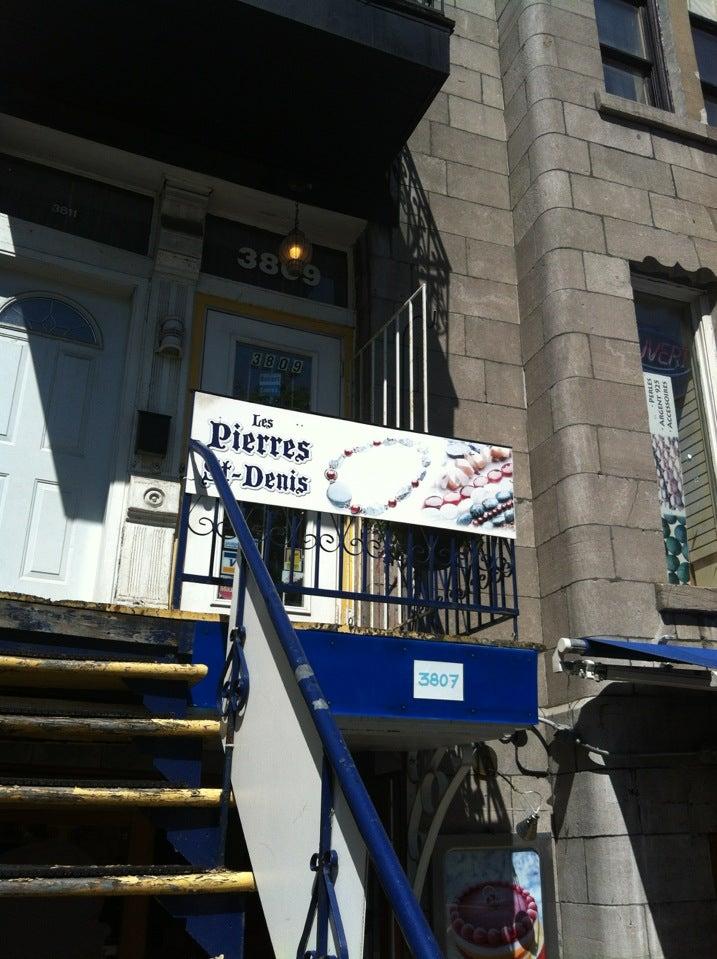 3811
3809
3809
Les
Pierres
St-Denis
- PERLES
- ARGENT 925
- ACCESSOIRES
3807